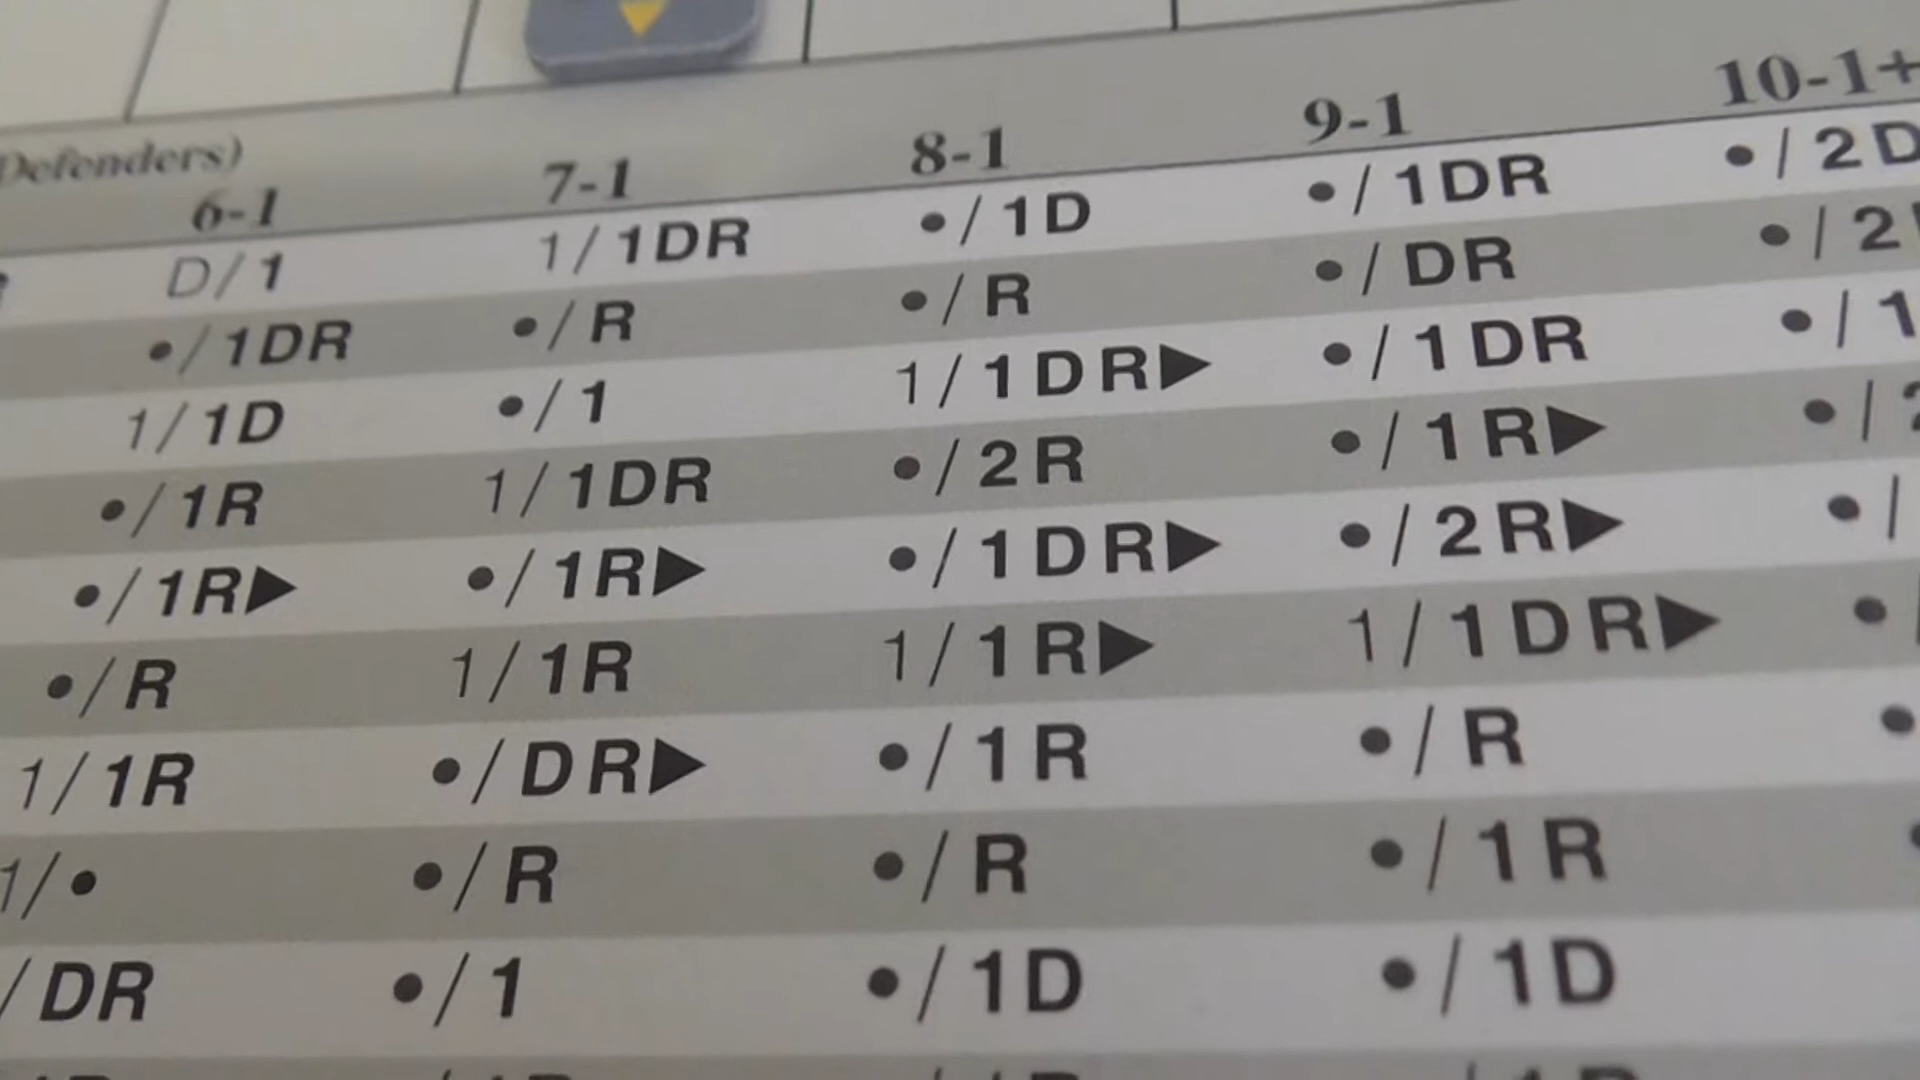 Defenders) 6-1 7-1 8-1 9-1 10-1+
D/1 1/1DR •/1D •/1DR •/2D
•/1DR •/R •/R •/DR •/2
1/1D •/1 1/1DR▶ •/1DR •/1
•/1R 1/1DR •/2R •/1R▶ •/2
•/1R▶ •/1R▶ •/1DR▶ •/2R▶ •/
•/R 1/1R 1/1R▶ 1/1DR▶ •
1/1R •/DR▶ •/1R •/R •
1/• •/R •/R •/1R
/DR •/1 •/1D •/1D